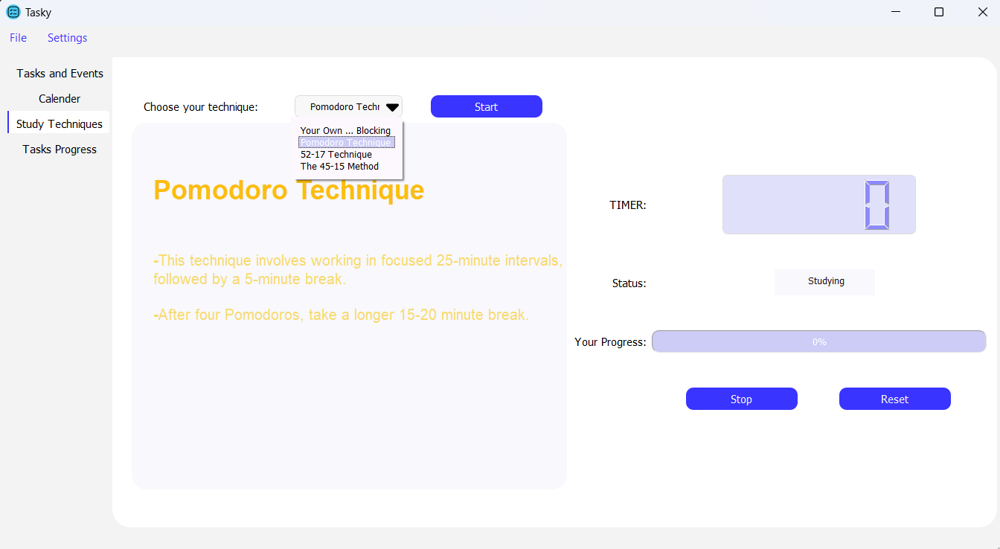 Tasky
File Settings
Tasks and Events
Calender
Study Techniques
Tasks Progress
Choose your technique: Pomodoro Techr Start
Your Own ... Blocking
Pomodoro Technique
52-17 Technique
The 45-15 Method
Pomodoro Technique
-This technique involves working in focused 25-minute intervals,
followed by a 5-minute break.
-After four Pomodoros, take a longer 15-20 minute break.
TIMER: 0
Status: Studying
Your Progress: 0%
Stop Reset